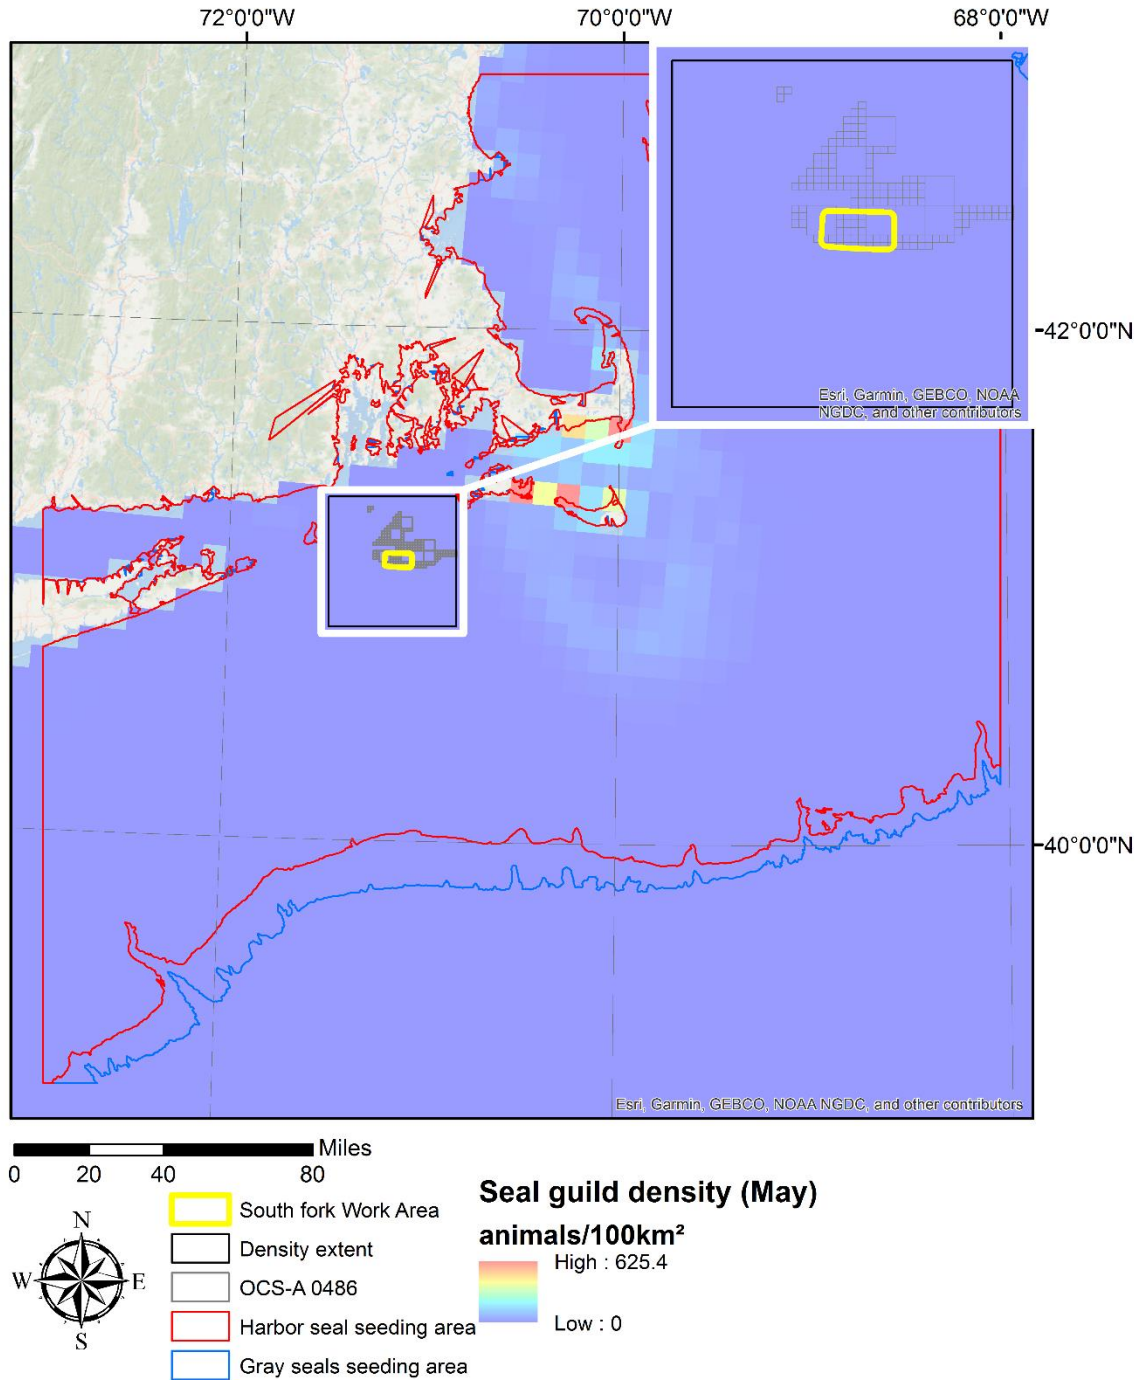 72°0'0"W 70°0'0"W 68°0'0"W
42°0'0"N
Esri, Garmin, GEBCO, NOAA
NGDC, and other contributors
40°0'0"N
Esri, Garmin, GEBCO, NOAA NGDC, and other contributors
Miles
0 20 40 80
N
W E
S
South fork Work Area
Density extent
OCS-A 0486
Harbor seal seeding area
Gray seals seeding area
Seal guild density (May)
animals/100km²
High : 625.4
Low : 0